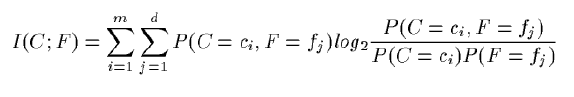 I(C; F) = \sum_{i=1}^{m} \sum_{j=1}^{d} P(C = c_i, F = f_j) log_2 \frac{P(C = c_i, F = f_j)}{P(C = c_i)P(F = f_j)}